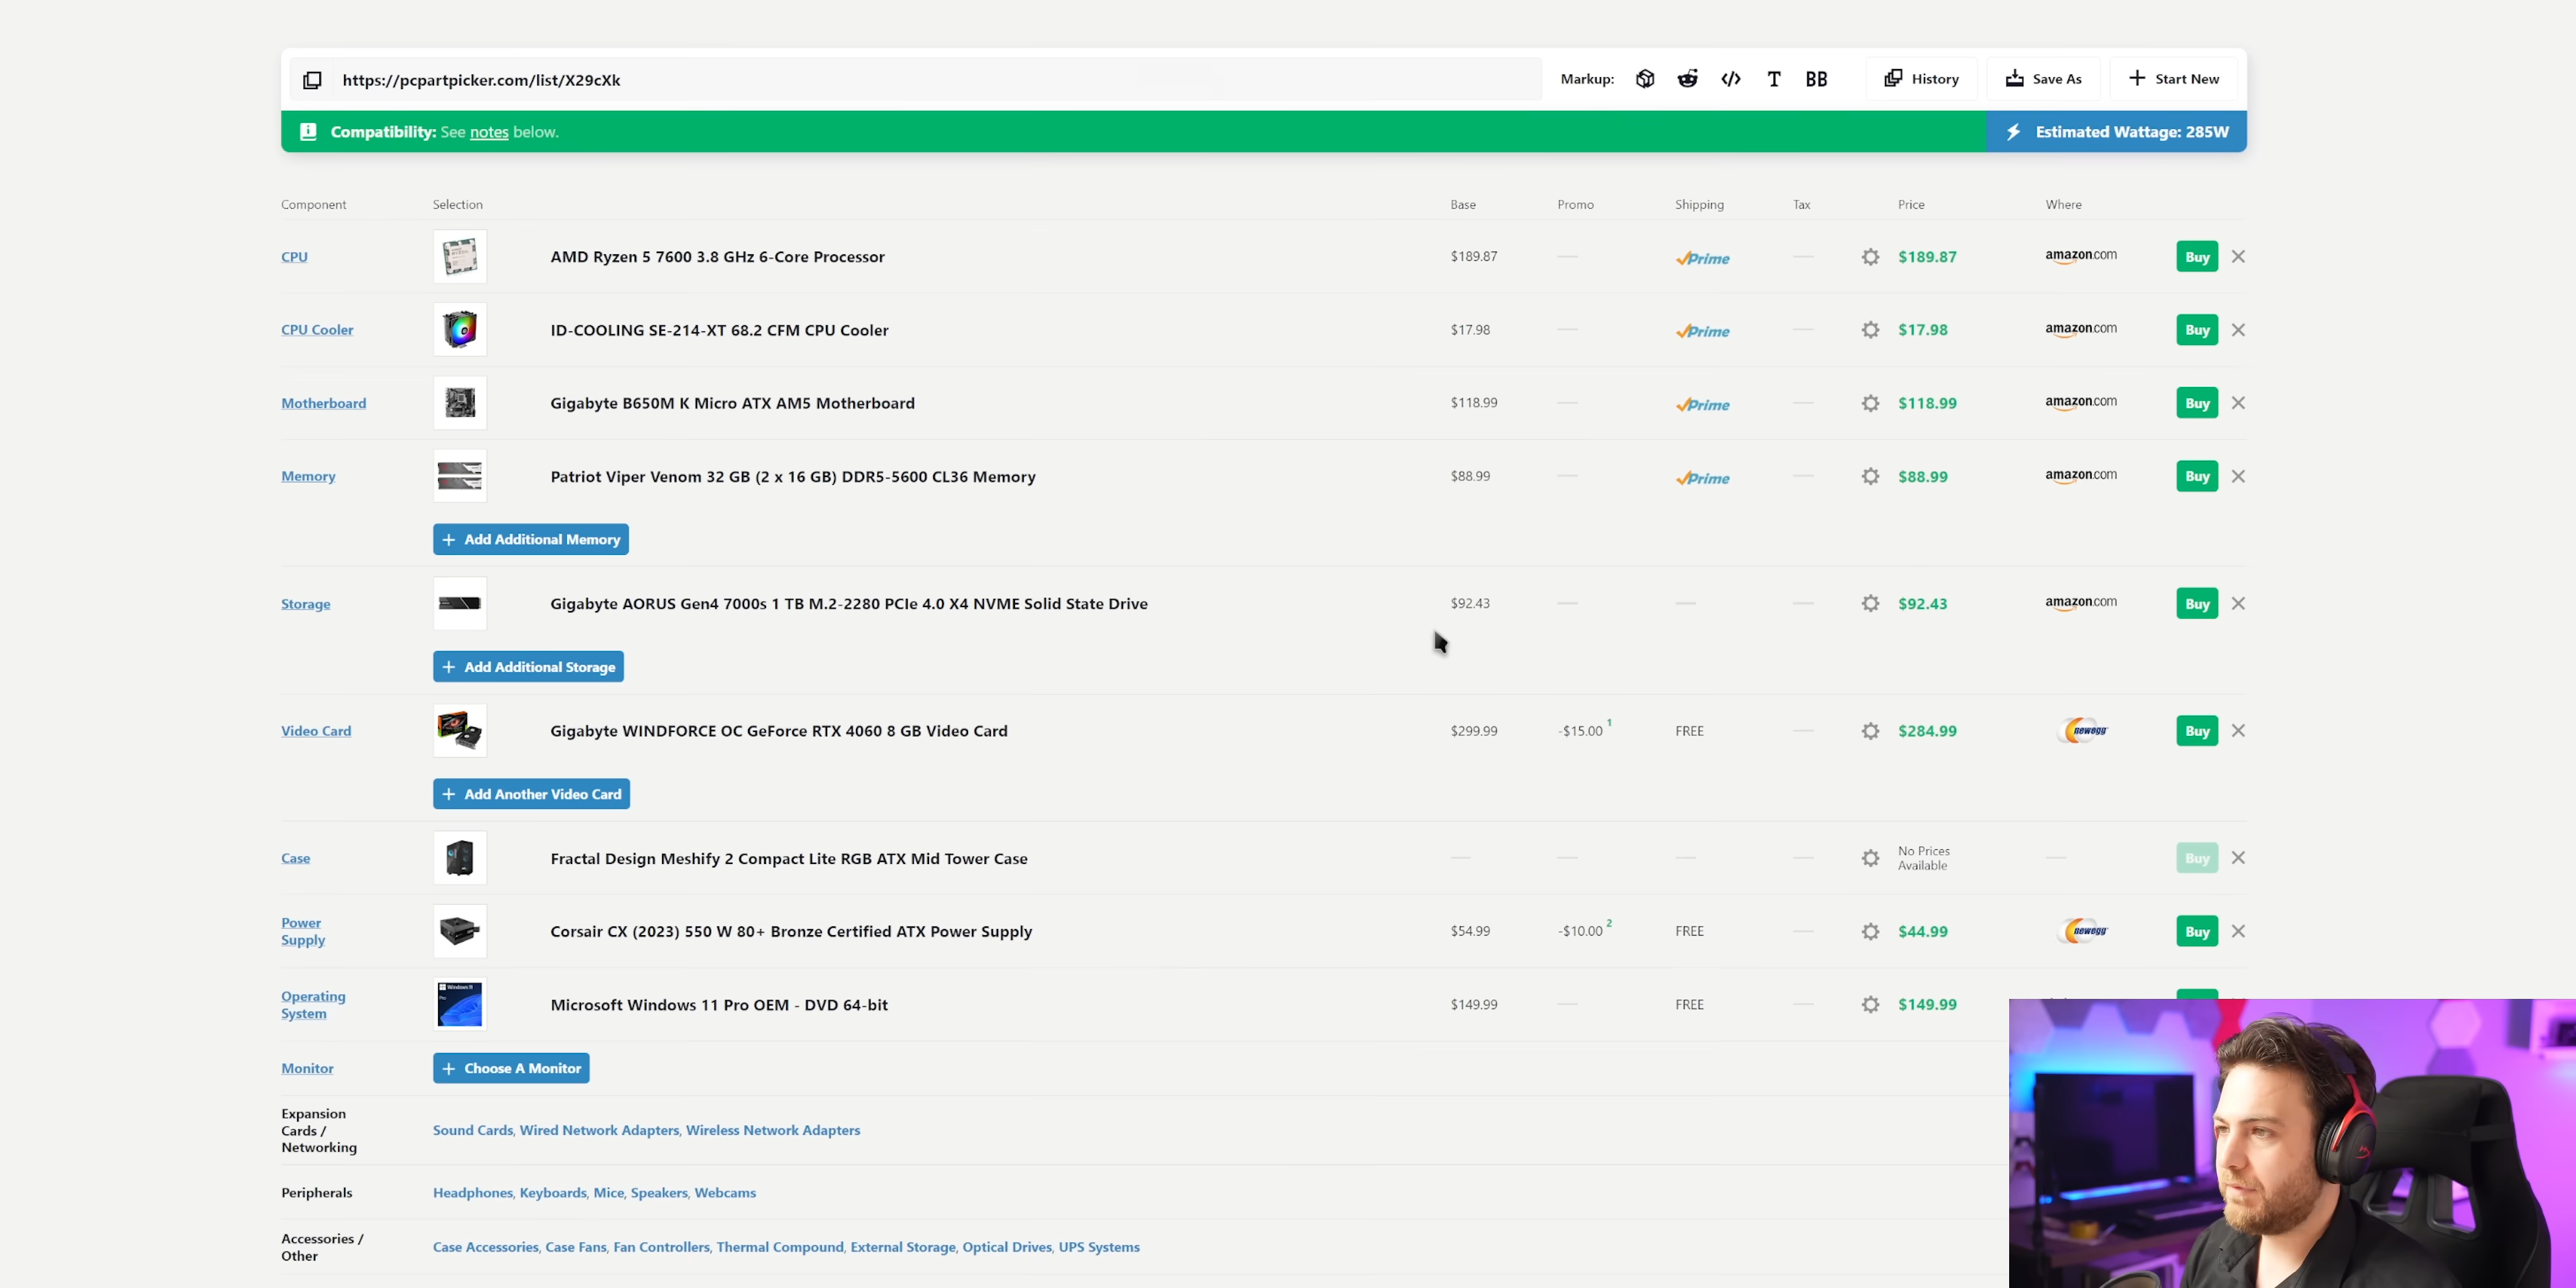 https://pcpartpicker.com/list/X29cXk
Markup: T BB History Save As Start New
Compatibility: See notes below. Estimated Wattage: 285W
Component Selection Base Promo Shipping Tax Price Where
CPU AMD Ryzen 5 7600 3.8 GHz 6-Core Processor $189.87 — Prime — $189.87 amazon.com Buy
CPU Cooler ID-COOLING SE-214-XT 68.2 CFM CPU Cooler $17.98 — Prime — $17.98 amazon.com Buy
Motherboard Gigabyte B650M K Micro ATX AM5 Motherboard $118.99 — Prime — $118.99 amazon.com Buy
Memory Patriot Viper Venom 32 GB (2 x 16 GB) DDR5-5600 CL36 Memory $88.99 — Prime — $88.99 amazon.com Buy
+ Add Additional Memory
Storage Gigabyte AORUS Gen4 7000s 1 TB M.2-2280 PCIe 4.0 X4 NVME Solid State Drive $92.43 — — — $92.43 amazon.com Buy
+ Add Additional Storage
Video Card Gigabyte WINDFORCE OC GeForce RTX 4060 8 GB Video Card $299.99 -$15.00 1 FREE — $284.99 newegg Buy
+ Add Another Video Card
Case Fractal Design Meshify 2 Compact Lite RGB ATX Mid Tower Case — — — — No Prices — Buy
Available
Power
Supply Corsair CX (2023) 550 W 80+ Bronze Certified ATX Power Supply $54.99 -$10.00 2 FREE — $44.99 newegg Buy
Operating
System Microsoft Windows 11 Pro OEM - DVD 64-bit $149.99 — FREE — $149.99
Monitor + Choose A Monitor
Expansion
Cards /
Networking Sound Cards, Wired Network Adapters, Wireless Network Adapters
Peripherals Headphones, Keyboards, Mice, Speakers, Webcams
Accessories /
Other Case Accessories, Case Fans, Fan Controllers, Thermal Compound, External Storage, Optical Drives, UPS Systems